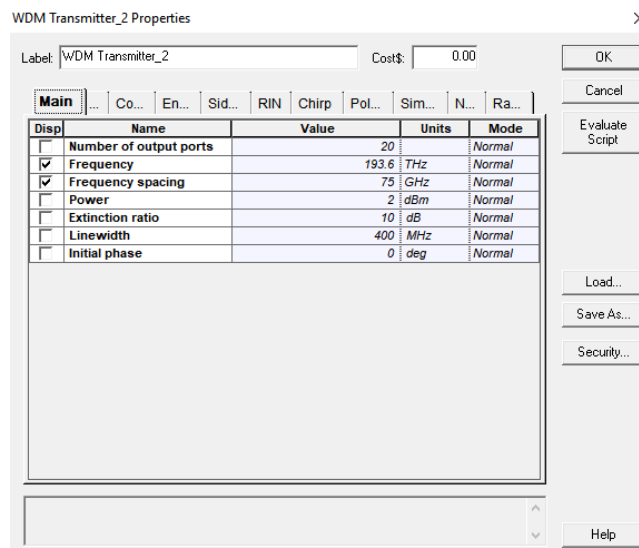 WDM Transmitter_2 Properties
Label: WDM Transmitter_2 Cost$: 0.00 OK
Cancel
Main ... Co... En... Sid... RIN Chirp Pol... Sim... N... Ra...
Evaluate Script
Disp Name Value Units Mode
Number of output ports 20 Normal
Frequency 193.6 THz Normal
Frequency spacing 75 GHz Normal
Power 2 dBm Normal
Extinction ratio 10 dB Normal
Linewidth 400 MHz Normal
Initial phase 0 deg Normal
Load...
Save As...
Security...
Help